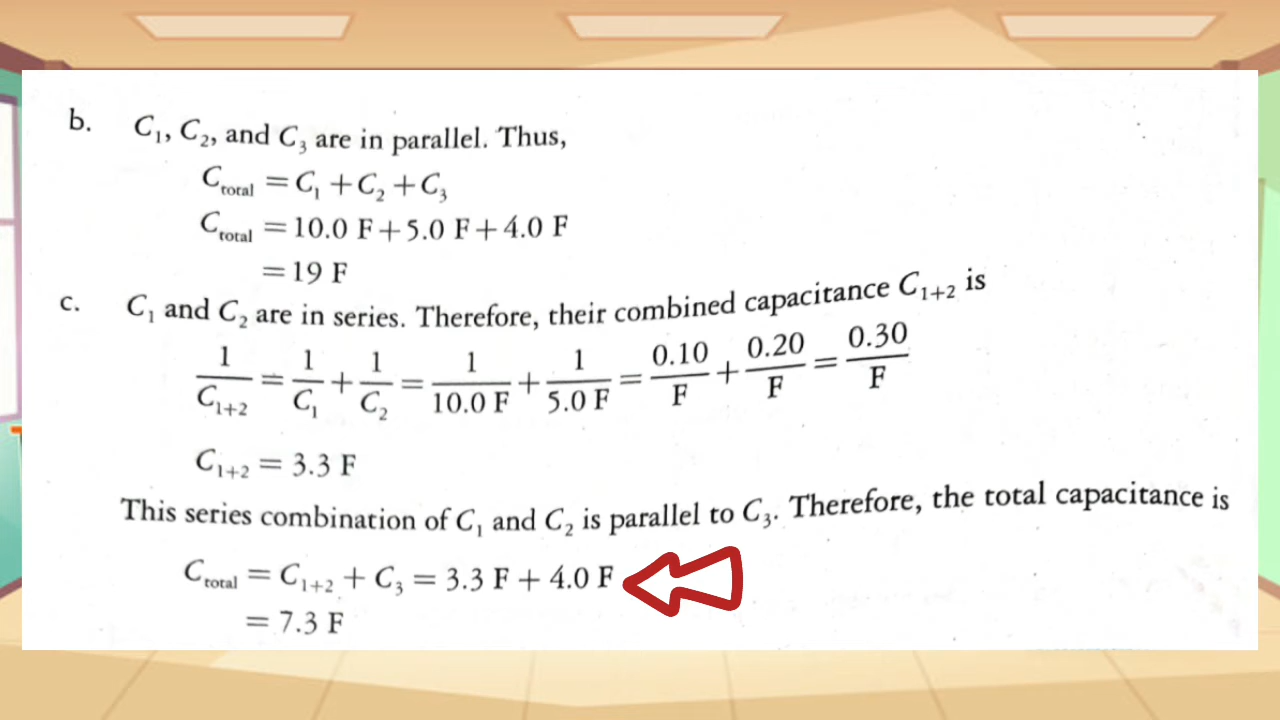 b. C₁, C₂, and C₃ are in parallel. Thus,
C_total = C₁ + C₂ + C₃
C_total = 10.0 F + 5.0 F + 4.0 F
= 19 F
c. C₁ and C₂ are in series. Therefore, their combined capacitance C₁₊₂ is
1/C₁₊₂ = 1/C₁ + 1/C₂ = 1/10.0 F + 1/5.0 F = 0.10/F + 0.20/F = 0.30/F
C₁₊₂ = 3.3 F
This series combination of C₁ and C₂ is parallel to C₃. Therefore, the total capacitance is
C_total = C₁₊₂ + C₃ = 3.3 F + 4.0 F
= 7.3 F